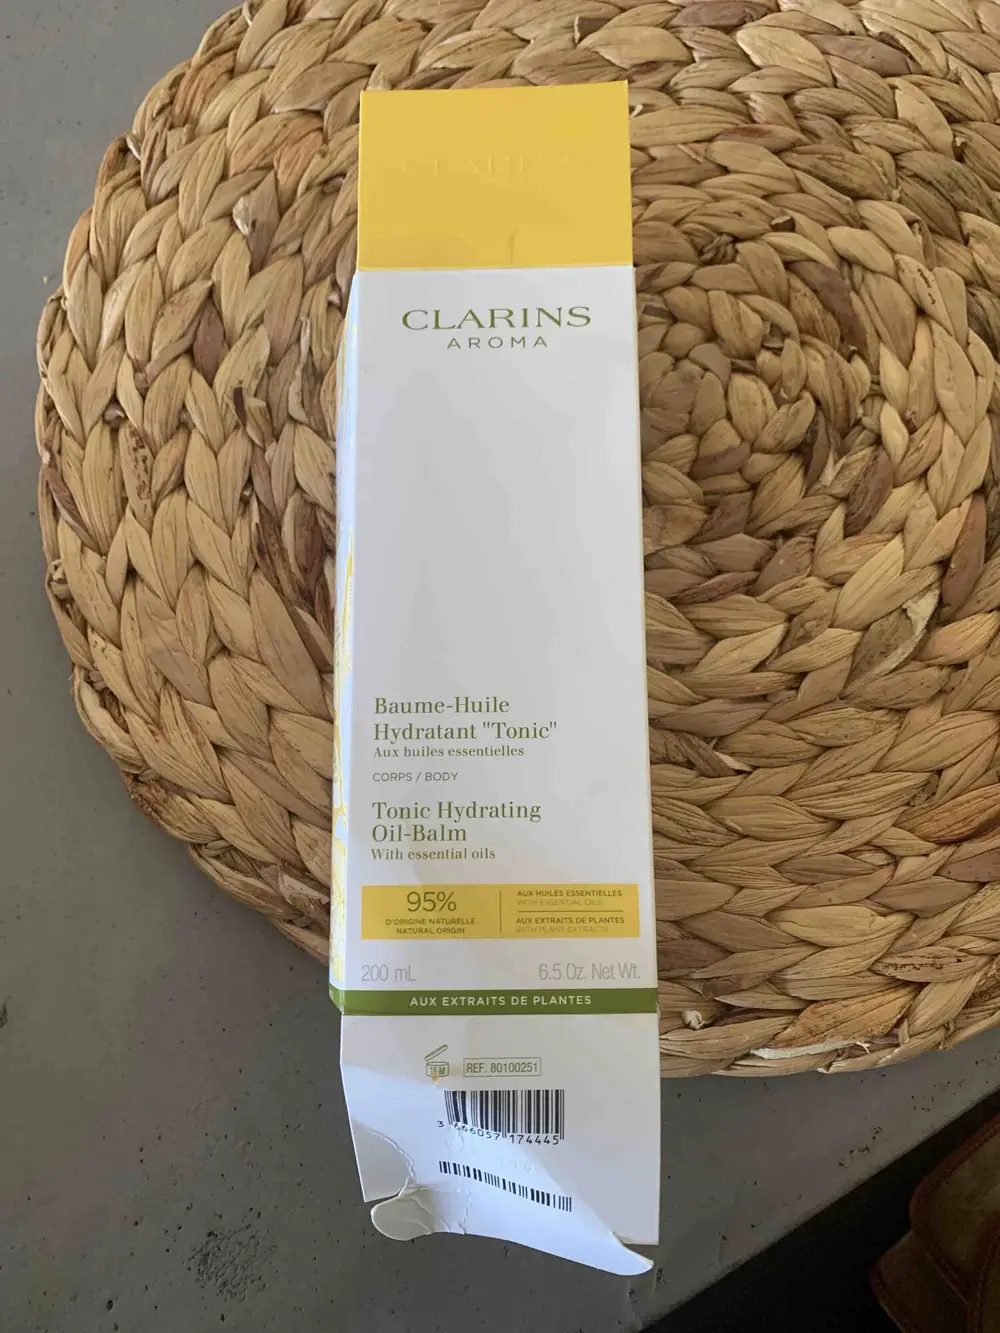 CLARINS
CLARINS
AROMA
Baume-Huile
Hydratant "Tonic"
Aux huiles essentielles
CORPS / BODY
Tonic Hydrating
Oil-Balm
With essential oils
95%
D'ORIGINE NATURELLE
NATURAL ORIGIN
AUX HUILES ESSENTIELLES
WITH ESSENTIAL OILS
AUX EXTRAITS DE PLANTES
WITH PLANT EXTRACTS
200 mL
6.5 Oz. Net Wt.
AUX EXTRAITS DE PLANTES
REF. 80100251
3 666057 174445